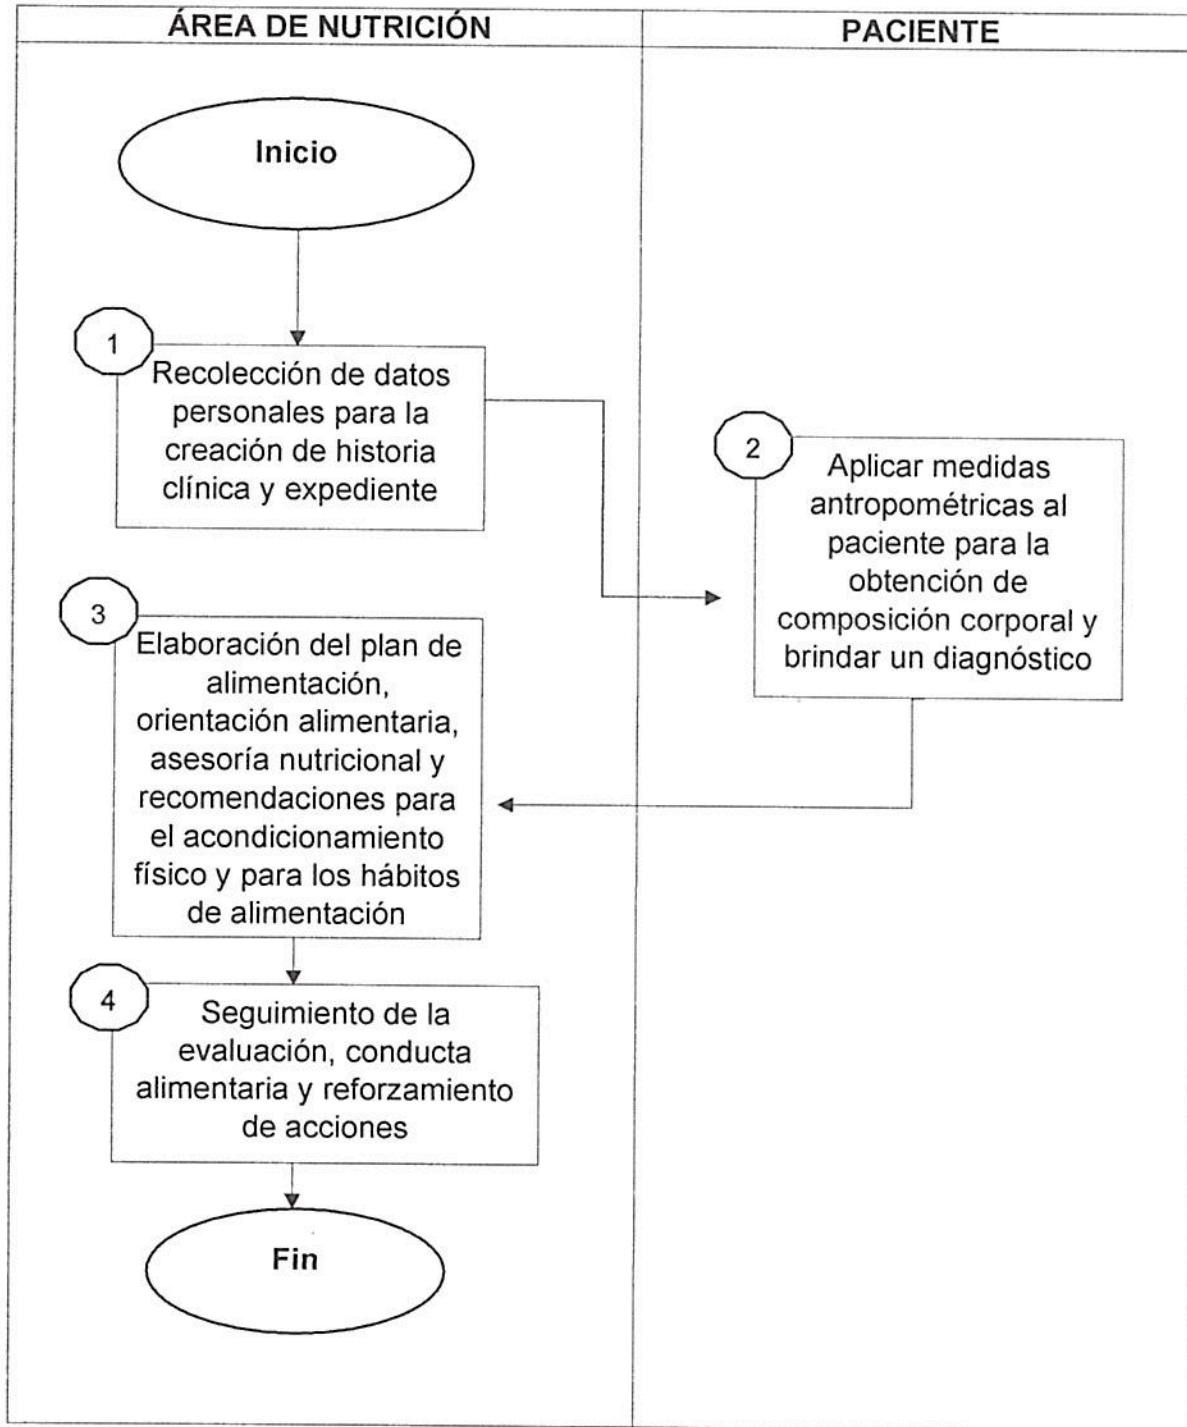 ÁREA DE NUTRICIÓN
PACIENTE
Inicio
1
Recolección de datos
personales para la
creación de historia
clínica y expediente
2
Aplicar medidas
antropométricas al
paciente para la
obtención de
composición corporal y
brindar un diagnóstico
3
Elaboración del plan de
alimentación,
orientación alimentaria,
asesoría nutricional y
recomendaciones para
el acondicionamiento
físico y para los hábitos
de alimentación
4
Seguimiento de la
evaluación, conducta
alimentaria y reforzamiento
de acciones
Fin